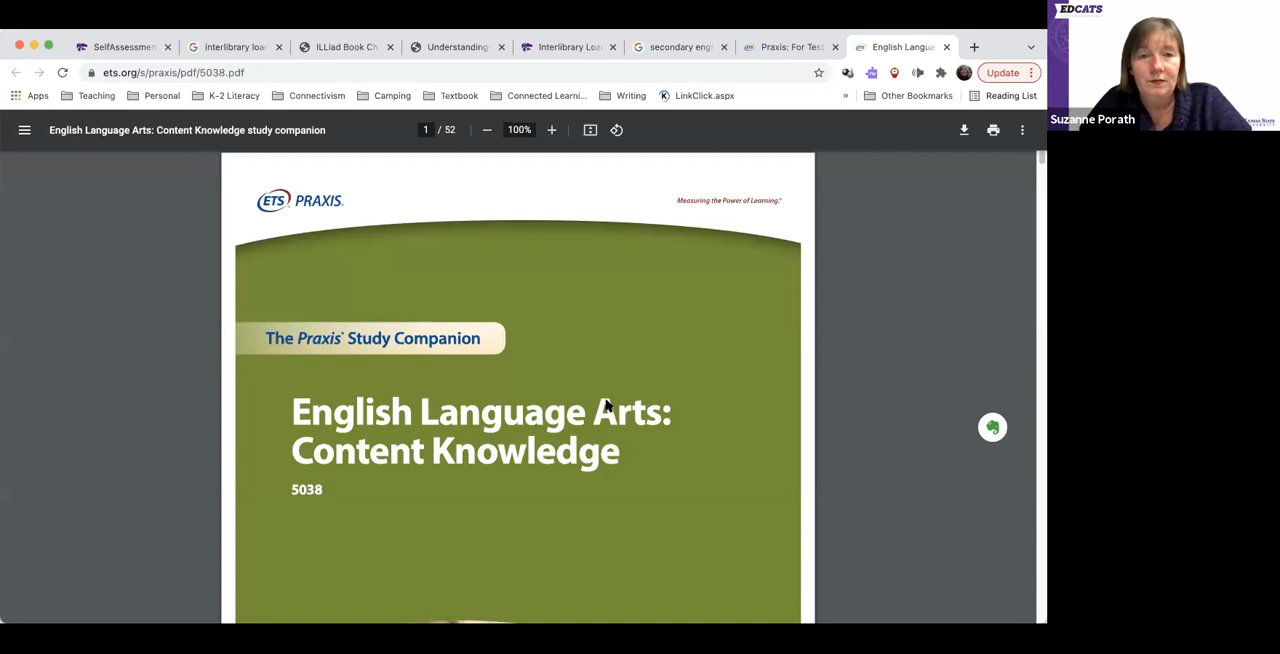 SelfAssessmen
interlibrary loa
ILLiad Book Ch
Understanding
Interlibrary Loa
secondary eng
Praxis: For Test
English Langua
ets.org/s/praxis/pdf/5038.pdf
Update
Apps
Teaching
Personal
K-2 Literacy
Connectivism
Camping
Textbook
Connected Learni...
Writing
LinkClick.aspx
»
Other Bookmarks
Reading List
English Language Arts: Content Knowledge study companion
1 / 52
100%
ETS PRAXIS.
Measuring the Power of Learning.®
The Praxis® Study Companion
English Language Arts:
Content Knowledge
5038
EDCATS
Suzanne Porath